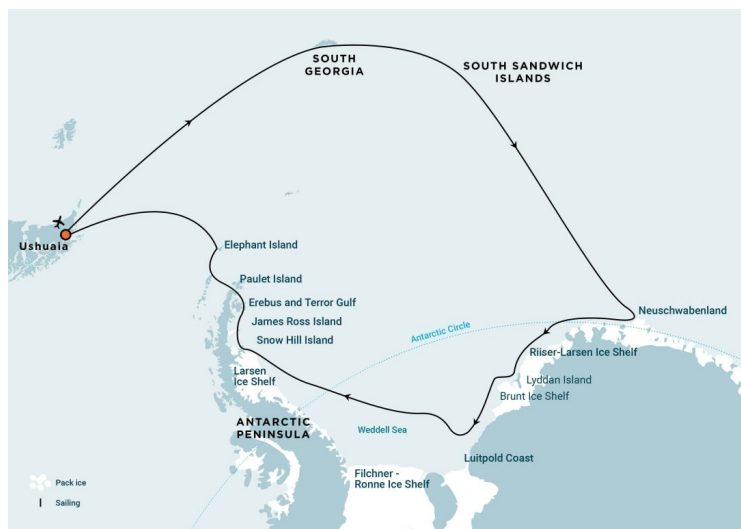 SOUTH
GEORGIA
SOUTH SANDWICH
ISLANDS
Ushuaia
Elephant Island
Paulet Island
Erebus and Terror Gulf
James Ross Island
Snow Hill Island
Neuschwabenland
Antarctic Circle
Riiser-Larsen Ice Shelf
Larsen
Ice Shelf
Lyddan Island
Brunt Ice Shelf
ANTARCTIC
PENINSULA
Weddell Sea
Luitpold Coast
Filchner -
Ronne Ice Shelf
Pack ice
Sailing